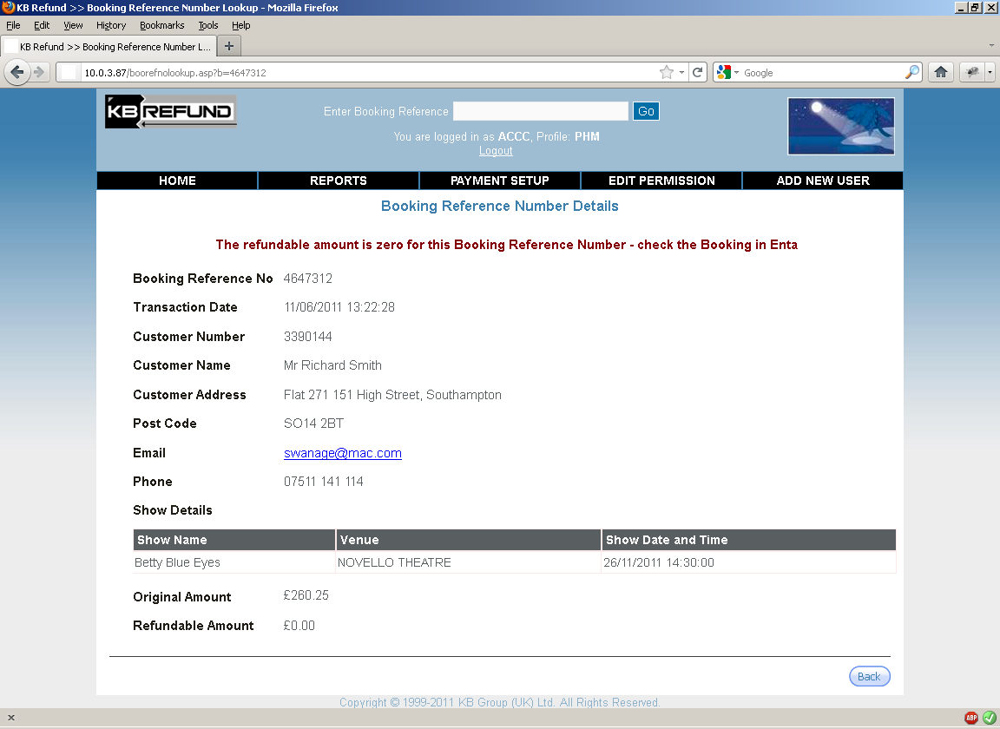 KB Refund >> Booking Reference Number Lookup - Mozilla Firefox
File Edit View History Bookmarks Tools Help
KB Refund >> Booking Reference Number L... +
10.0.3.87/boorefnolookup.asp?b=4647312 Google
KB REFUND
Enter Booking Reference Go
You are logged in as ACCC, Profile: PHM
Logout
HOME REPORTS PAYMENT SETUP EDIT PERMISSION ADD NEW USER
Booking Reference Number Details
The refundable amount is zero for this Booking Reference Number - check the Booking in Enta
Booking Reference No 4647312
Transaction Date 11/06/2011 13:22:28
Customer Number 3390144
Customer Name Mr Richard Smith
Customer Address Flat 271 151 High Street, Southampton
Post Code SO14 2BT
Email swanage@mac.com
Phone 07511 141 114
Show Details
Show Name Venue Show Date and Time
Betty Blue Eyes NOVELLO THEATRE 26/11/2011 14:30:00
Original Amount £260.25
Refundable Amount £0.00
Back
Copyright © 1999-2011 KB Group (UK) Ltd. All Rights Reserved.
ABP